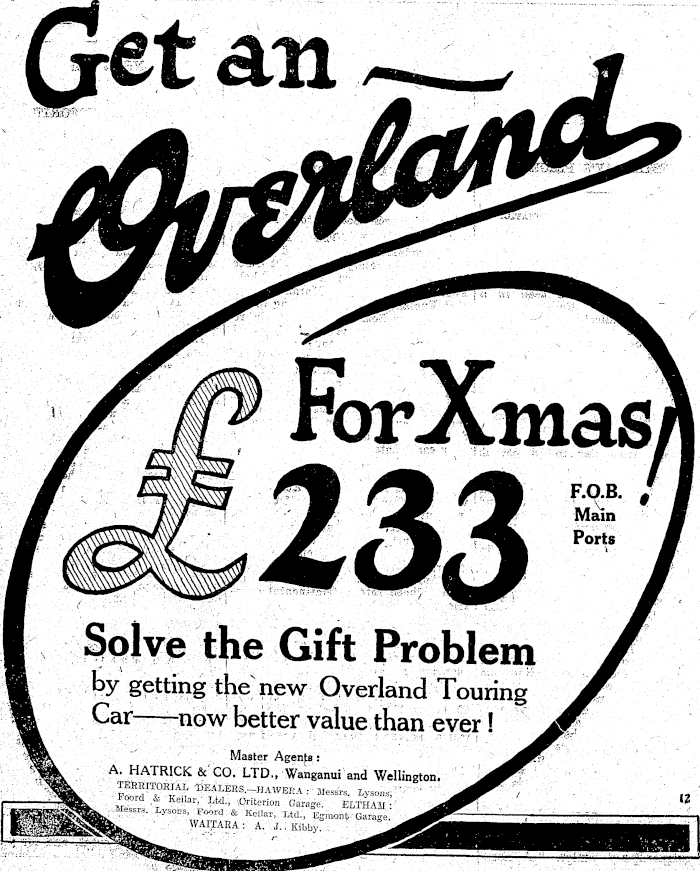 Get an
Overland
For Xmas!
£233
F.O.B.
Main
Ports
Solve the Gift Problem
by getting the new Overland Touring
Car—now better value than ever!
Master Agents:
A. HATRICK & CO. LTD., Wanganui and Wellington.
TERRITORIAL DEALERS.—HAWERA: Messrs. Lysons,
Foord & Keilar, Ltd., Criterion Garage. ELTHAM:
Messrs. Lysons, Foord & Keilar, Ltd., Egmont Garage.
WAITARA: A. J. Kibby.
12